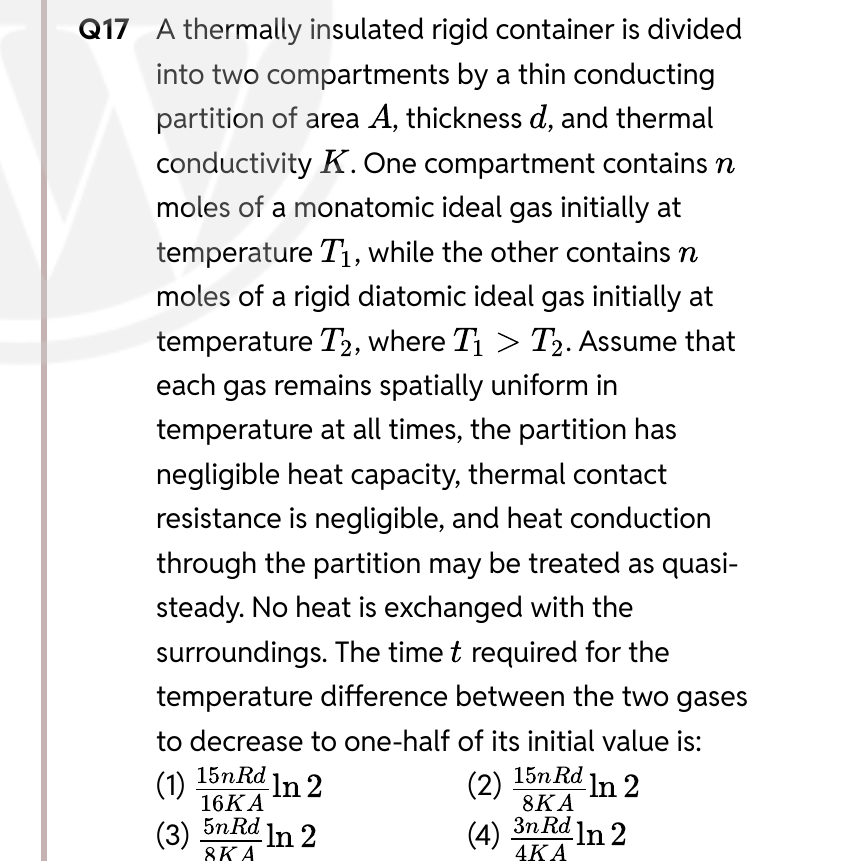 Q17 A thermally insulated rigid container is divided
into two compartments by a thin conducting
partition of area A, thickness d, and thermal
conductivity K. One compartment contains n
moles of a monatomic ideal gas initially at
temperature T₁, while the other contains n
moles of a rigid diatomic ideal gas initially at
temperature T₂, where T₁ > T₂. Assume that
each gas remains spatially uniform in
temperature at all times, the partition has
negligible heat capacity, thermal contact
resistance is negligible, and heat conduction
through the partition may be treated as quasi-
steady. No heat is exchanged with the
surroundings. The time t required for the
temperature difference between the two gases
to decrease to one-half of its initial value is:
(1) 15nRd/16KA ln 2 (2) 15nRd/8KA ln 2
(3) 5nRd/8KA ln 2 (4) 3nRd/4KA ln 2